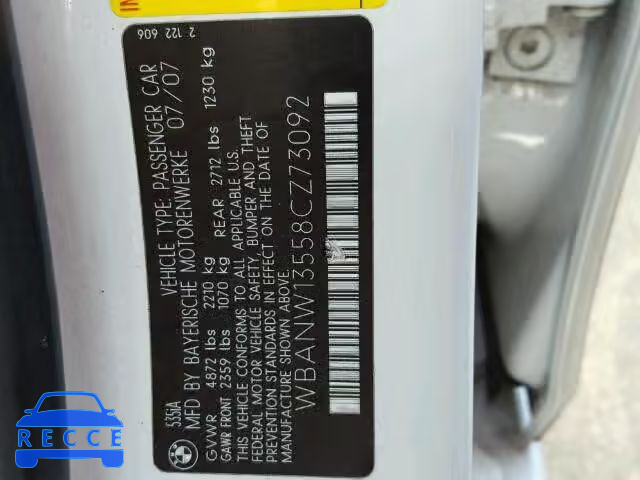 2 122 606
535iA
VEHICLE TYPE: PASSENGER CAR
MFD BY BAYERISCHE MOTORENWERKE 07/07
GVWR 4872 lbs 2210 kg
GAWR FRONT 2359 lbs 1070 kg REAR 2712 lbs 1230 kg
THIS VEHICLE CONFORMS TO ALL APPLICABLE U.S.
FEDERAL MOTOR VEHICLE SAFETY, BUMPER AND THEFT
PREVENTION STANDARDS IN EFFECT ON THE DATE OF
MANUFACTURE SHOWN ABOVE
WBANW13558CZ73092
RECCE